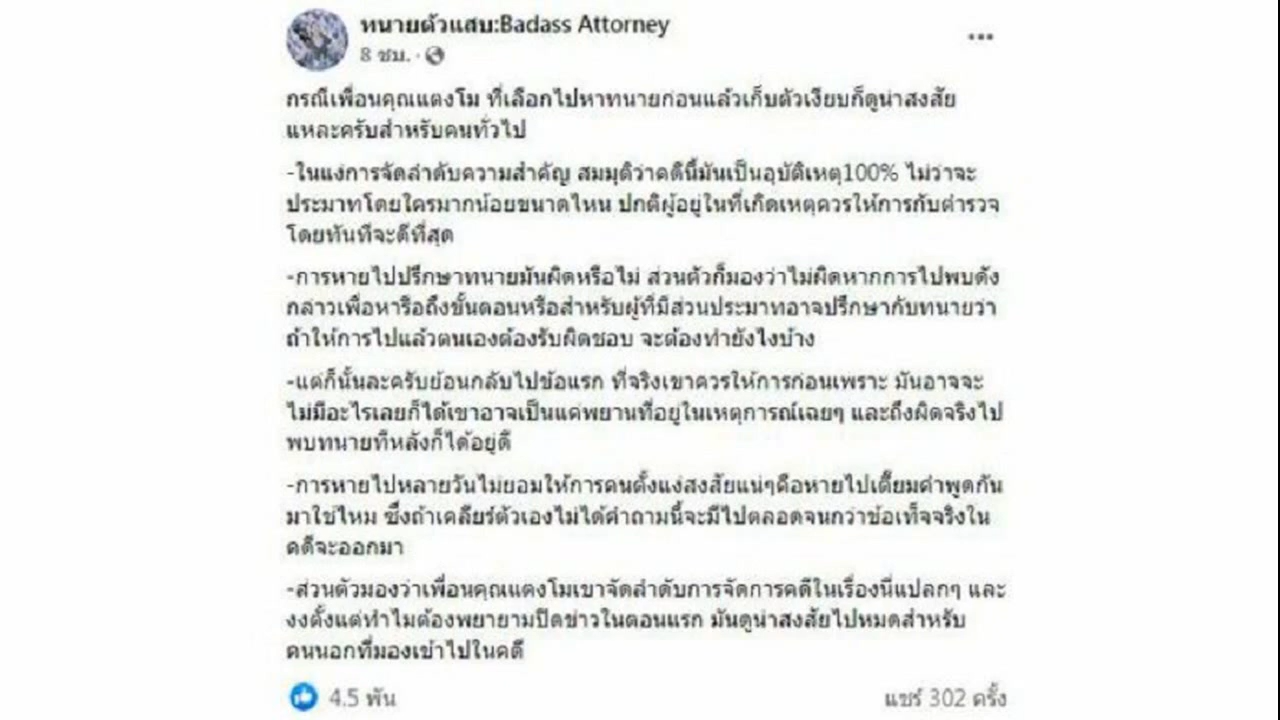 ทนายตัวแสบ:Badass Attorney
8 ชม. ·
กรณีเพื่อนคุณแตงโม ที่เลือกไปหาทนายก่อนแล้วเก็บตัวเงียบก็ดูน่าสงสัย
แหละครับสำหรับคนทั่วไป
-ในแง่การจัดลำดับความสำคัญ สมมุติว่าคดีนี้มันเป็นอุบัติเหตุ100% ไม่ว่าจะ
ประมาทโดยใครมากน้อยขนาดไหน ปกติผู้อยู่ในที่เกิดเหตุควรให้การกับตำรวจ
โดยทันทีจะดีที่สุด
-การหายไปปรึกษาทนายมันผิดหรือไม่ ส่วนตัวก็มองว่าไม่ผิดหากการไปพบดัง
กล่าวเพื่อหารือถึงขั้นตอนหรือสำหรับผู้ที่มีส่วนประมาทอาจปรึกษากับทนายว่า
ถ้าให้การไปแล้วตนเองต้องรับผิดชอบ จะต้องทำยังไงบ้าง
-แต่ก็นั้นละครับย้อนกลับไปข้อแรก ที่จริงเขาควรให้การก่อนเพราะ มันอาจจะ
ไม่มีอะไรเลยก็ได้เขาอาจเป็นแค่พยานที่อยู่ในเหตุการณ์เฉยๆ และถึงผิดจริงไป
พบทนายทีหลังก็ได้อยู่ดี
-การหายไปหลายวันไม่ยอมให้การคนตั้งแง่สงสัยแน่ๆคือหายไปเตี๊ยมคำพูดกัน
มาใช่ไหม ซึ่งถ้าเคลียร์ตัวเองไม่ได้คำถามนี้จะมีไปตลอดจนกว่าข้อเท็จจริงใน
คดีจะออกมา
-ส่วนตัวมองว่าเพื่อนคุณแตงโมเขาจัดลำดับการจัดการคดีในเรื่องนี่แปลกๆ และ
งงตั้งแต่ทำไมต้องพยายามปิดข่าวในตอนแรก มันดูน่าสงสัยไปหมดสำหรับ
คนนอกที่มองเข้าไปในคดี
4.5 พัน
แชร์ 302 ครั้ง